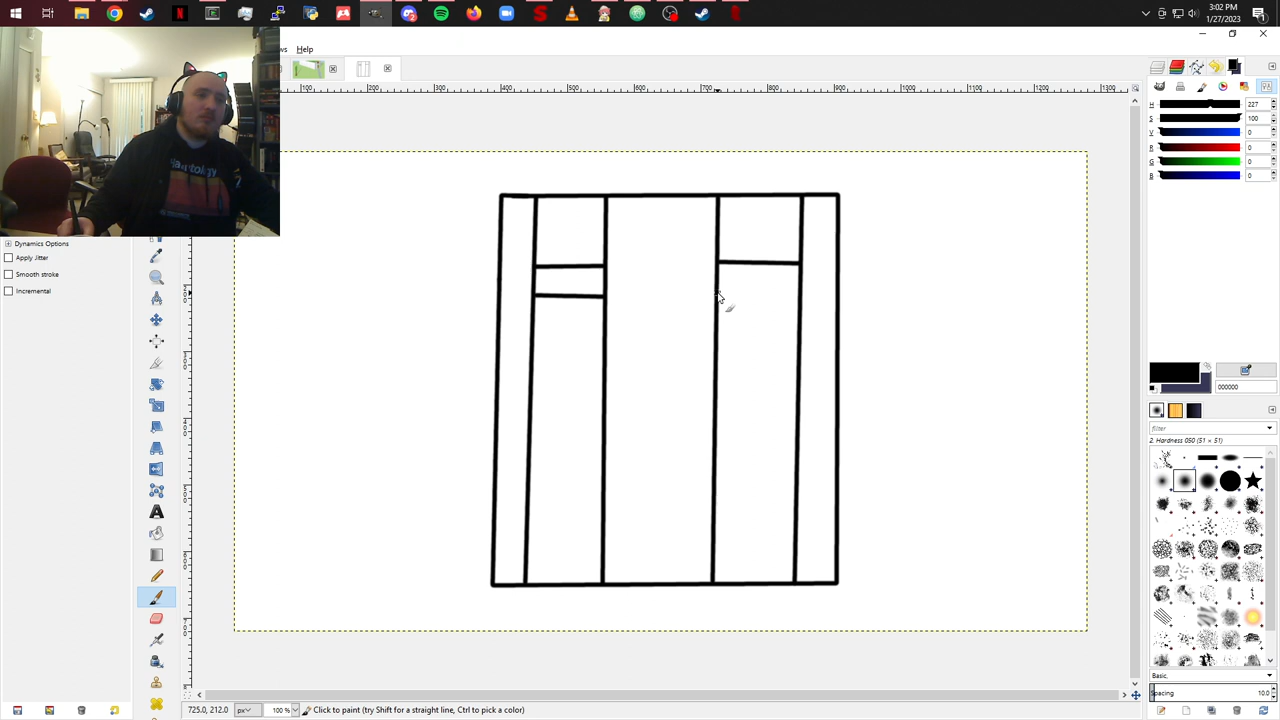 3:02 PM
1/27/2023
ws Help
100 200 300 400 500 600 700 800 900 1000 1100 1200 1300
Dynamics Options
Apply Jitter
Smooth stroke
Incremental
H 227
S 100
V 0
R 0
G 0
B 0
000000
filter
2. Hardness 050 (51 × 51)
Basic,
Spacing 10.0
725.0, 212.0 px 100 % Click to paint (try Shift for a straight line, Ctrl to pick a color)